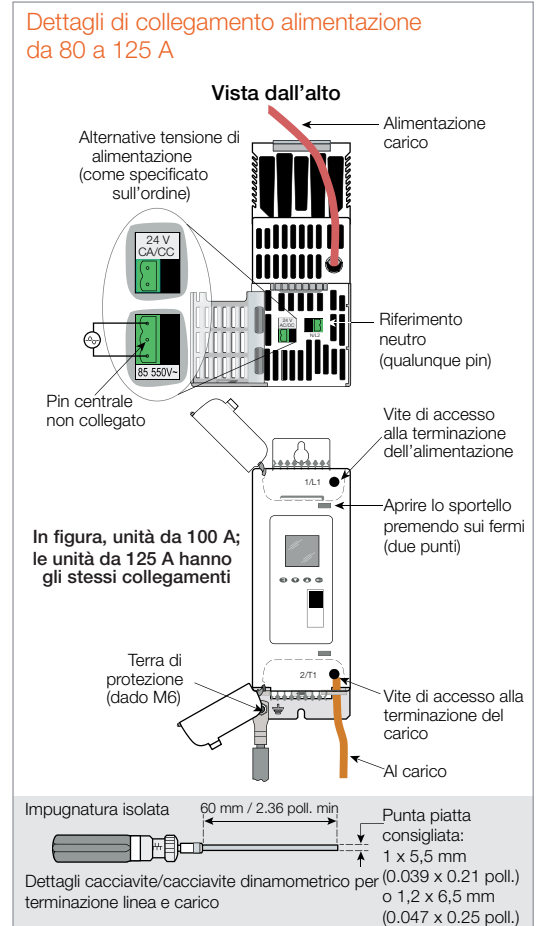 Dettagli di collegamento alimentazione
da 80 a 125 A
Vista dall'alto
Alternative tensione di
alimentazione
(come specificato
sull'ordine)
Alimentazione
carico
24 V
CA/CC
85 550V~
24 V
AC/DC
N/L2
Riferimento
neutro
(qualunque pin)
Pin centrale
non collegato
Vite di accesso
alla terminazione
dell'alimentazione
1/L1
Aprire lo sportello
premendo sui fermi
(due punti)
In figura, unità da 100 A;
le unità da 125 A hanno
gli stessi collegamenti
Terra di
protezione
(dado M6)
2/T1
Vite di accesso alla
terminazione del
carico
Al carico
Impugnatura isolata
60 mm / 2.36 poll. min
Punta piatta
consigliata:
1 x 5,5 mm
(0.039 x 0.21 poll.)
o 1,2 x 6,5 mm
(0.047 x 0.25 poll.)
Dettagli cacciavite/cacciavite dinamometrico per
terminazione linea e carico